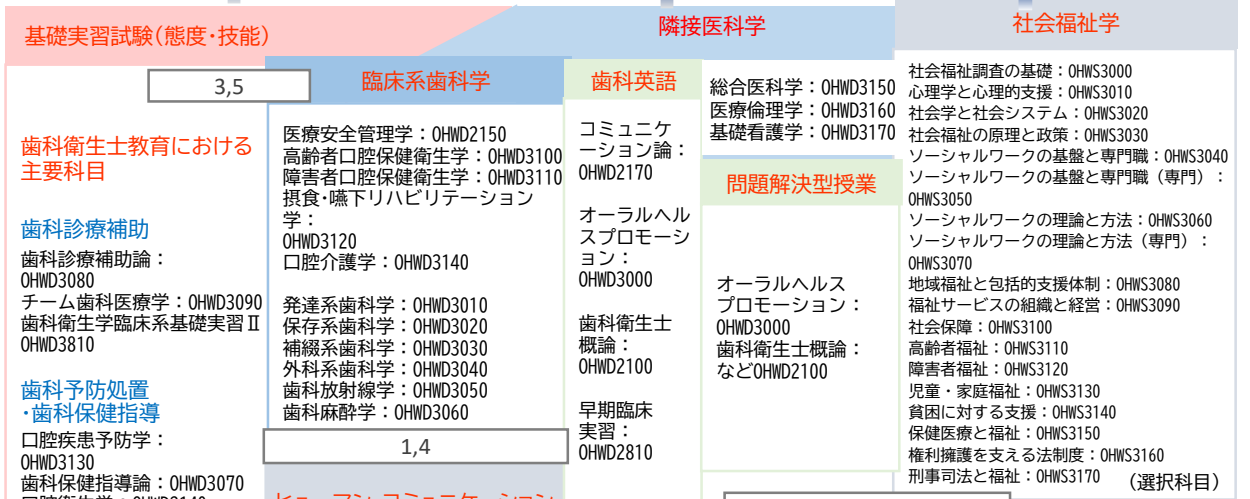 基礎実習試験(態度・技能)
3,5
歯科衛生士教育における
主要科目
歯科診療補助
歯科診療補助論：
OHWD3080
チーム歯科医療学：OHWD3090
歯科衛生学臨床系基礎実習Ⅱ
OHWD3810
歯科予防処置
・歯科保健指導
口腔疾患予防学：
OHWD3130
歯科保健指導論：OHWD3070
臨床系歯科学
医療安全管理学：OHWD2150
高齢者口腔保健衛生学：OHWD3100
障害者口腔保健衛生学：OHWD3110
摂食・嚥下リハビリテーション
学：
OHWD3120
口腔介護学：OHWD3140
発達系歯科学：OHWD3010
保存系歯科学：OHWD3020
補綴系歯科学：OHWD3030
外科系歯科学：OHWD3040
歯科放射線学：OHWD3050
歯科麻酔学：OHWD3060
1,4
ヒューマン・コミュニケーション
隣接医科学
歯科英語
コミュニケ
ーション論：
OHWD2170
オーラルヘル
スプロモーシ
ョン：
OHWD3000
歯科衛生士
概論：
OHWD2100
早期臨床
実習：
OHWD2810
総合医科学：OHWD3150
医療倫理学：OHWD3160
基礎看護学：OHWD3170
問題解決型授業
オーラルヘルス
プロモーション：
OHWD3000
歯科衛生士概論：
などOHWD2100
社会福祉学
社会福祉調査の基礎：OHWS3000
心理学と心理的支援：OHWS3010
社会学と社会システム：OHWS3020
社会福祉の原理と政策：OHWS3030
ソーシャルワークの基盤と専門職：OHWS3040
ソーシャルワークの基盤と専門職（専門）：
OHWS3050
ソーシャルワークの理論と方法：OHWS3060
ソーシャルワークの理論と方法（専門）：
OHWS3070
地域福祉と包括的支援体制：OHWS3080
福祉サービスの組織と経営：OHWS3090
社会保障：OHWS3100
高齢者福祉：OHWS3110
障害者福祉：OHWS3120
児童・家庭福祉：OHWS3130
貧困に対する支援：OHWS3140
保健医療と福祉：OHWS3150
権利擁護を支える法制度：OHWS3160
刑事司法と福祉：OHWS3170
（選択科目）